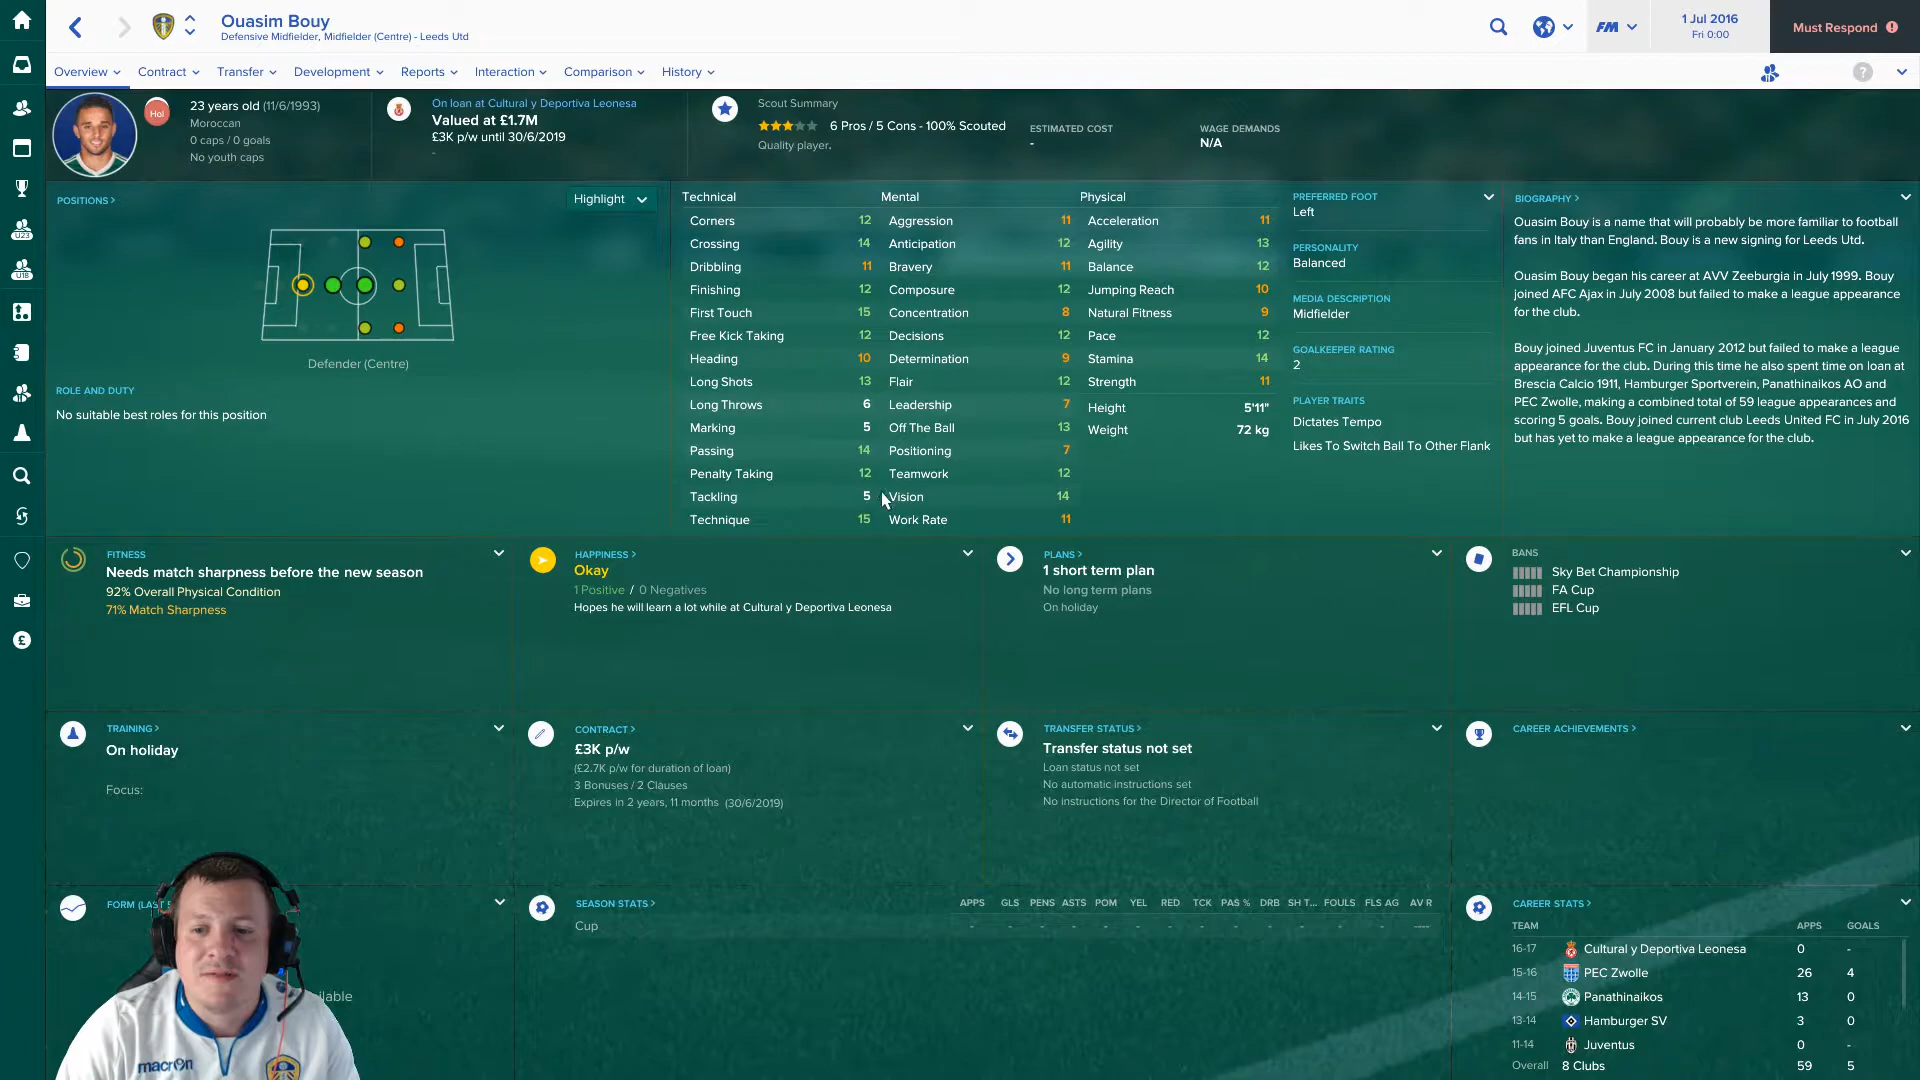 Ouasim Bouy
Defensive Midfielder, Midfielder (Centre) - Leeds Utd
FM
1 Jul 2016
Fri 0:00
Must Respond
Overview
Contract
Transfer
Development
Reports
Interaction
Comparison
History
?
Hol
23 years old (11/6/1993)
Moroccan
0 caps / 0 goals
No youth caps
On loan at Cultural y Deportiva Leonesa
Valued at £1.7M
£3K p/w until 30/6/2019
-
Scout Summary
6 Pros / 5 Cons - 100% Scouted
Quality player.
ESTIMATED COST
-
WAGE DEMANDS
N/A
U23
U18
POSITIONS >
Highlight
Defender (Centre)
ROLE AND DUTY
No suitable best roles for this position
Technical
Corners 12
Crossing 14
Dribbling 11
Finishing 12
First Touch 15
Free Kick Taking 12
Heading 10
Long Shots 13
Long Throws 6
Marking 5
Passing 14
Penalty Taking 12
Tackling 5
Technique 15
Mental
Aggression 11
Anticipation 12
Bravery 11
Composure 12
Concentration 8
Decisions 12
Determination 9
Flair 12
Leadership 7
Off The Ball 13
Positioning 7
Teamwork 12
Vision 14
Work Rate 11
Physical
Acceleration 11
Agility 13
Balance 12
Jumping Reach 10
Natural Fitness 9
Pace 12
Stamina 14
Strength 11
Height 5'11"
Weight 72 kg
PREFERRED FOOT
Left
PERSONALITY
Balanced
MEDIA DESCRIPTION
Midfielder
GOALKEEPER RATING
2
PLAYER TRAITS
Dictates Tempo
Likes To Switch Ball To Other Flank
BIOGRAPHY >
Ouasim Bouy is a name that will probably be more familiar to football
fans in Italy than England. Bouy is a new signing for Leeds Utd.
Ouasim Bouy began his career at AVV Zeeburgia in July 1999. Bouy
joined AFC Ajax in July 2008 but failed to make a league appearance
for the club.
Bouy joined Juventus FC in January 2012 but failed to make a league
appearance for the club. During this time he also spent time on loan at
Brescia Calcio 1911, Hamburger Sportverein, Panathinaikos AO and
PEC Zwolle, making a combined total of 59 league appearances and
scoring 5 goals. Bouy joined current club Leeds United FC in July 2016
but has yet to make a league appearance for the club.
FITNESS
Needs match sharpness before the new season
92% Overall Physical Condition
71% Match Sharpness
HAPPINESS >
Okay
1 Positive / 0 Negatives
Hopes he will learn a lot while at Cultural y Deportiva Leonesa
PLANS >
1 short term plan
No long term plans
On holiday
BANS
Sky Bet Championship
FA Cup
EFL Cup
TRAINING >
On holiday
Focus:
CONTRACT >
£3K p/w
(£2.7K p/w for duration of loan)
3 Bonuses / 2 Clauses
Expires in 2 years, 11 months (30/6/2019)
TRANSFER STATUS >
Transfer status not set
Loan status not set
No automatic instructions set
No instructions for the Director of Football
CAREER ACHIEVEMENTS >
FORM (LAST
macron
SEASON STATS >
APPS GLS PENS ASTS POM YEL RED TCK PAS % DRB SH T... FOULS FLS AG AV R
Cup - - - - - - - - - - - - - ---
CAREER STATS >
TEAM APPS GOALS
16-17 Cultural y Deportiva Leonesa 0 -
15-16 PEC Zwolle 26 4
14-15 Panathinaikos 13 0
13-14 Hamburger SV 3 0
11-14 Juventus 0 -
Overall 8 Clubs 59 5